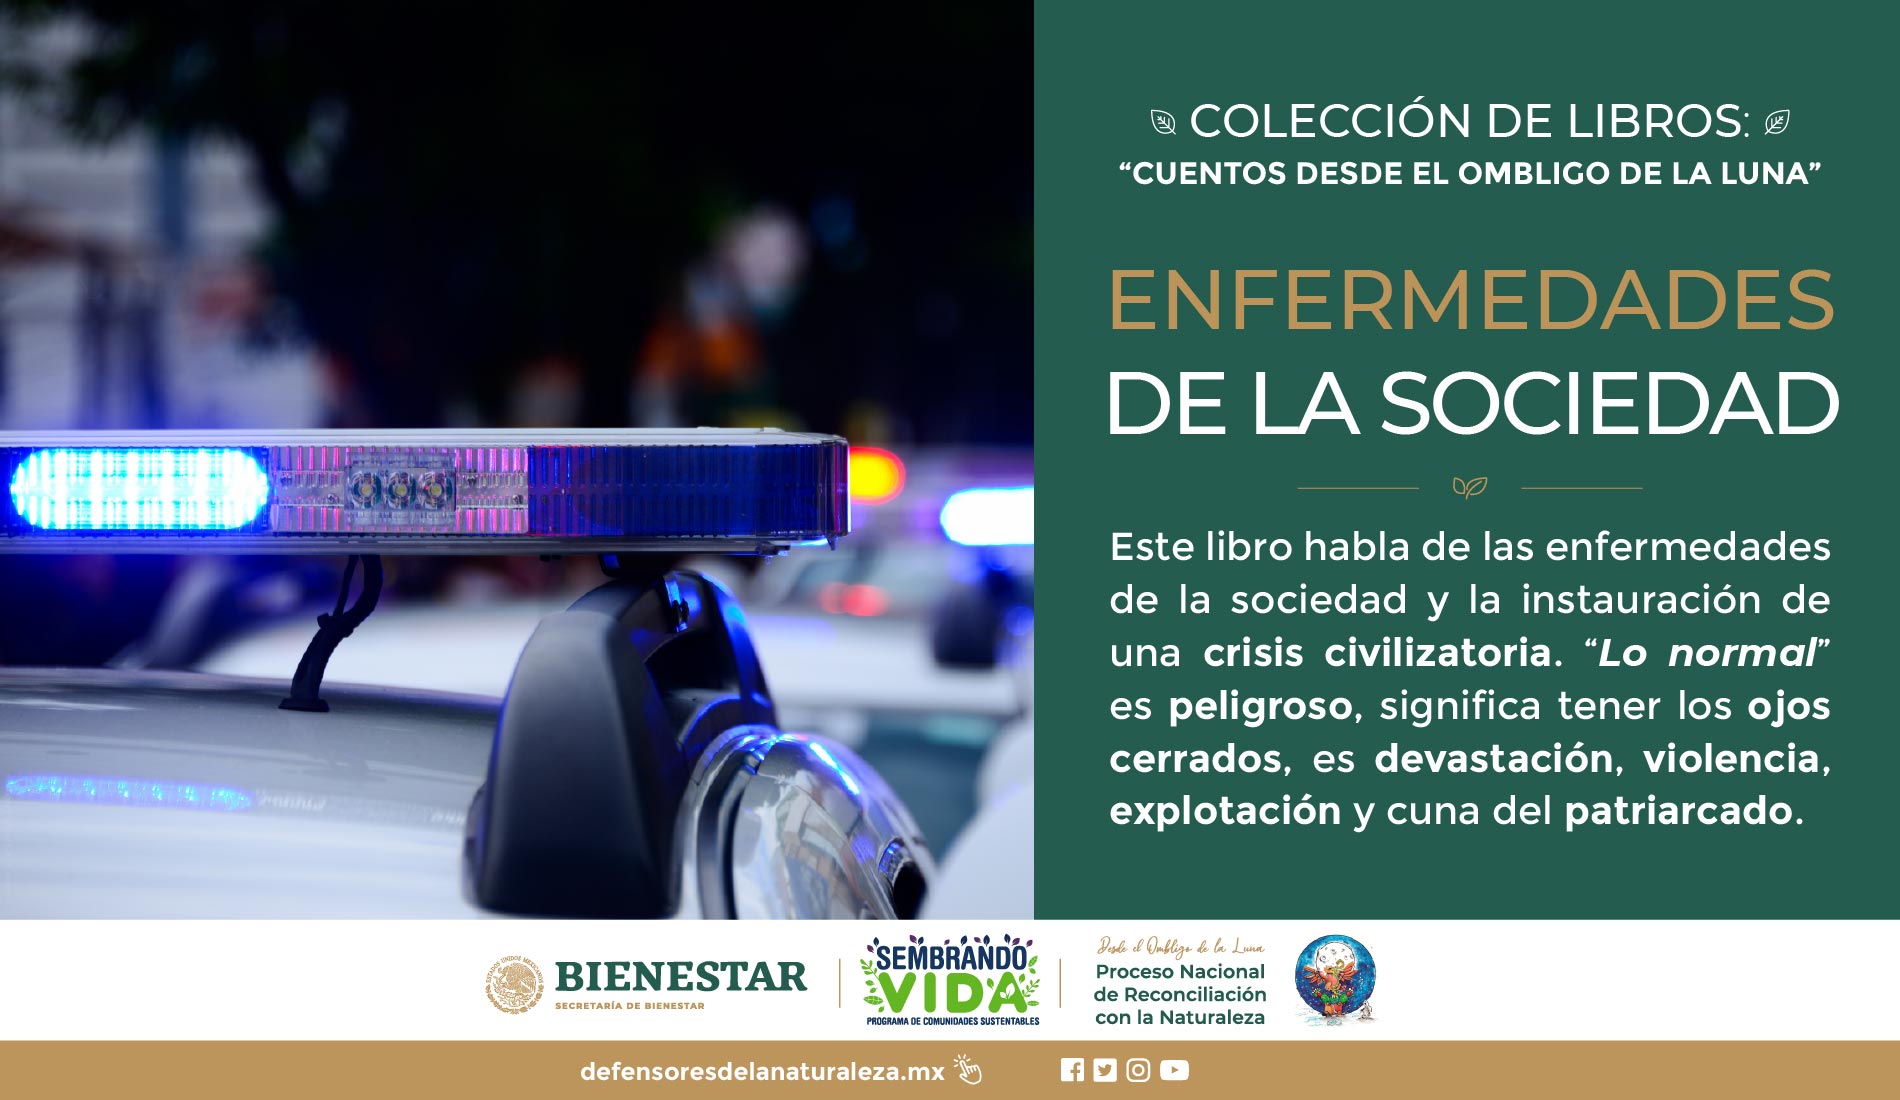 COLECCIÓN DE LIBROS:
“CUENTOS DESDE EL OMBLIGO DE LA LUNA”
ENFERMEDADES
DE LA SOCIEDAD
Este libro habla de las enfermedades
de la sociedad y la instauración de
una crisis civilizatoria. “Lo normal”
es peligroso, significa tener los ojos
cerrados, es devastación, violencia,
explotación y cuna del patriarcado.
ESTADOS UNIDOS MEXICANOS
BIENESTAR
SECRETARÍA DE BIENESTAR
SEMBRANDO
VIDA
PROGRAMA DE COMUNIDADES SUSTENTABLES
Desde el Ombligo de la Luna
Proceso Nacional
de Reconciliación
con la Naturaleza
defensoresdelanaturaleza.mx